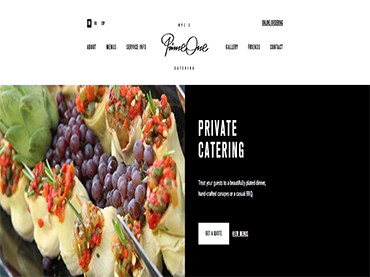 NYC'S
ONLINE ORDERING
ABOUT MENUS SERVICE INFO PrimeOne GALLERY FRIENDS CONTACT
CATERING
PRIVATE
CATERING
Treat your guests to a beautifully plated dinner,
hand-crafted canapes or a casual BBQ
GET A QUOTE OUR MENUS